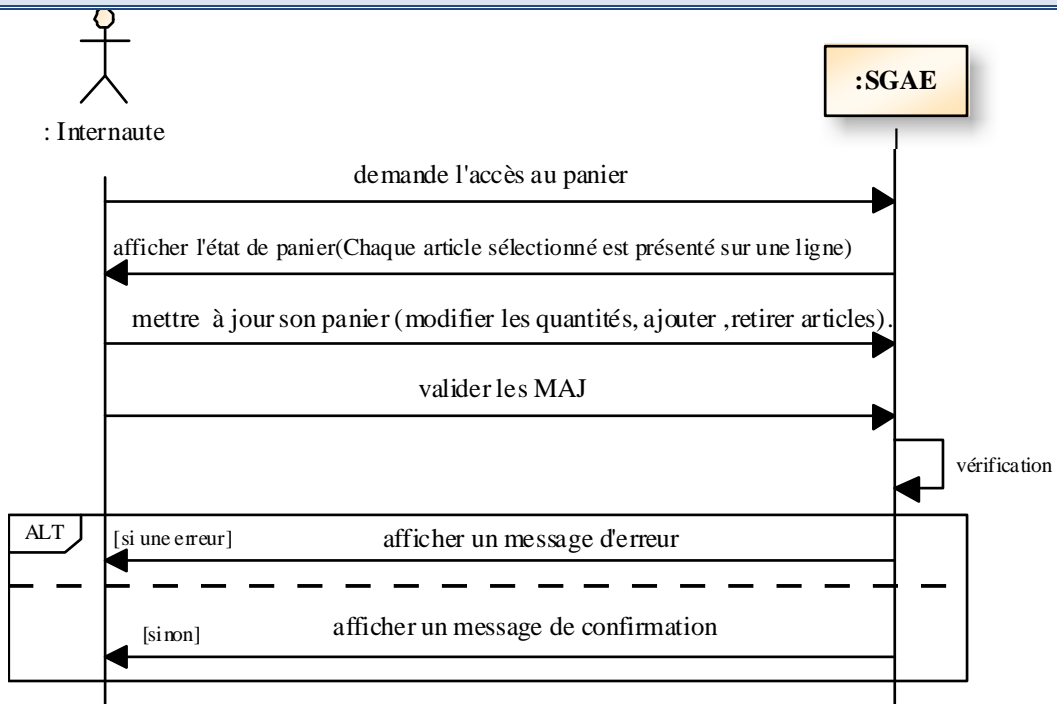 :SGAE
: Internaute
demande l'accès au panier
afficher l'état de panier(Chaque article sélectionné est présenté sur une ligne)
mettre à jour son panier (modifier les quantités, ajouter ,retirer articles).
valider les MAJ
vérification
ALT
[si une erreur]
afficher un message d'erreur
[sinon]
afficher un message de confirmation